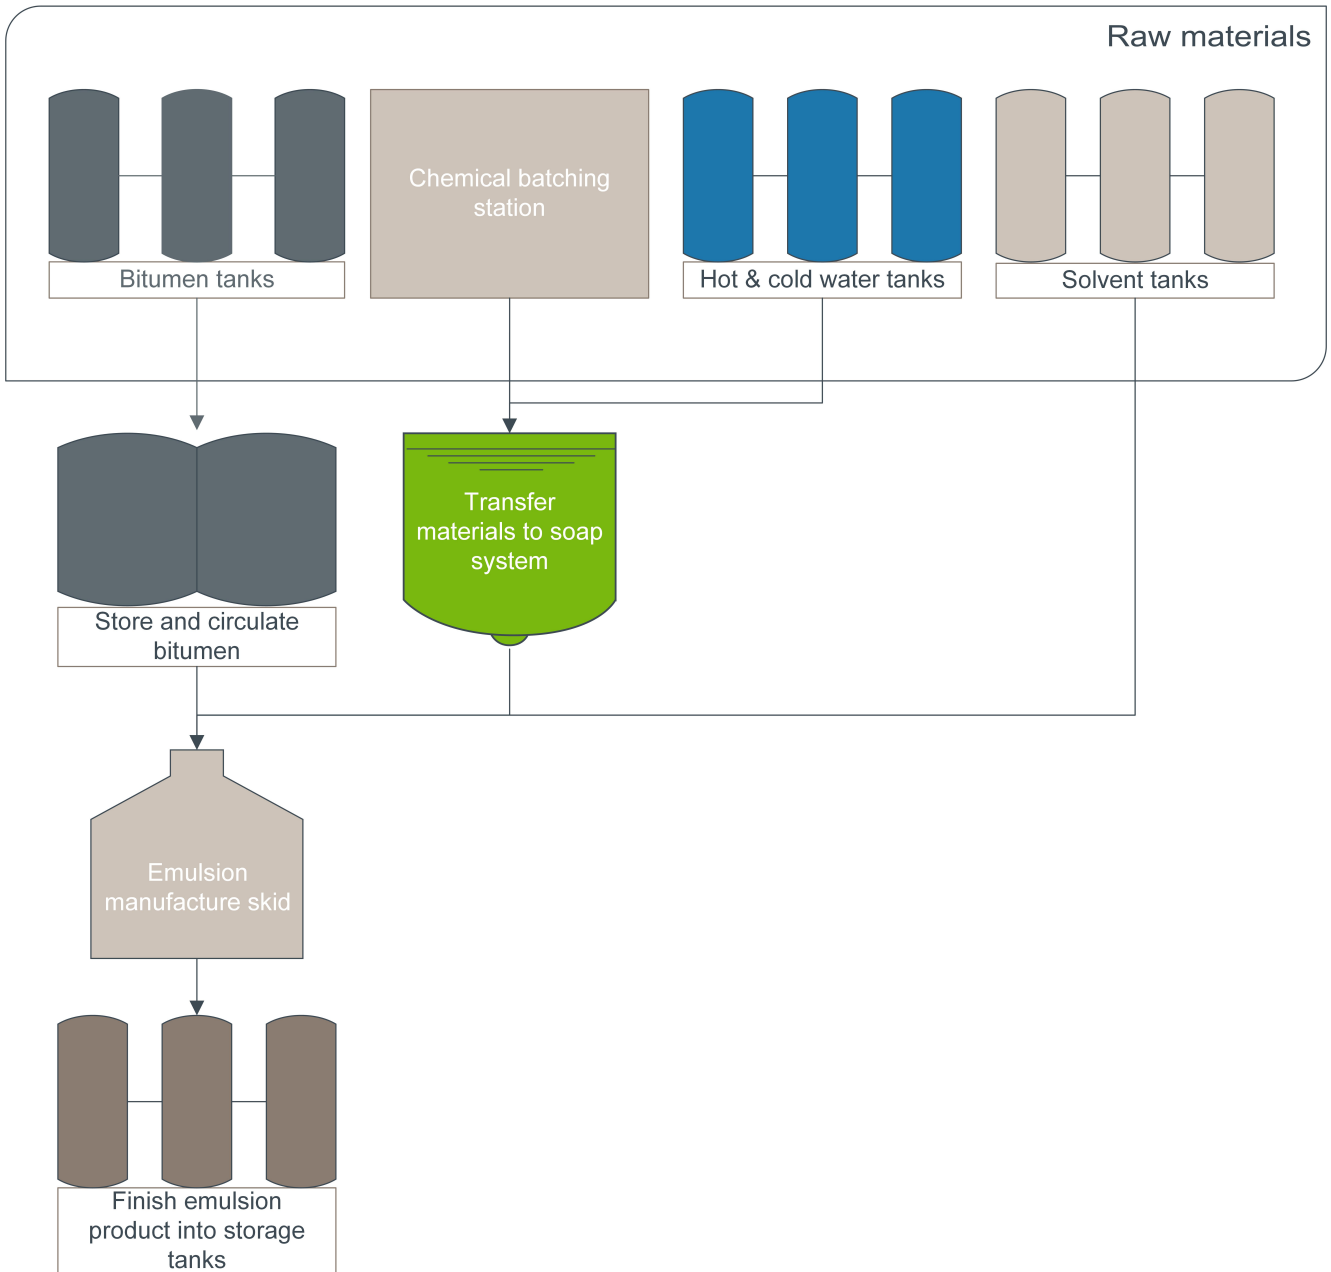 Raw materials
Chemical batching
station
Bitumen tanks
Hot & cold water tanks
Solvent tanks
Transfer
materials to soap
system
Store and circulate
bitumen
Emulsion
manufacture skid
Finish emulsion
product into storage
tanks